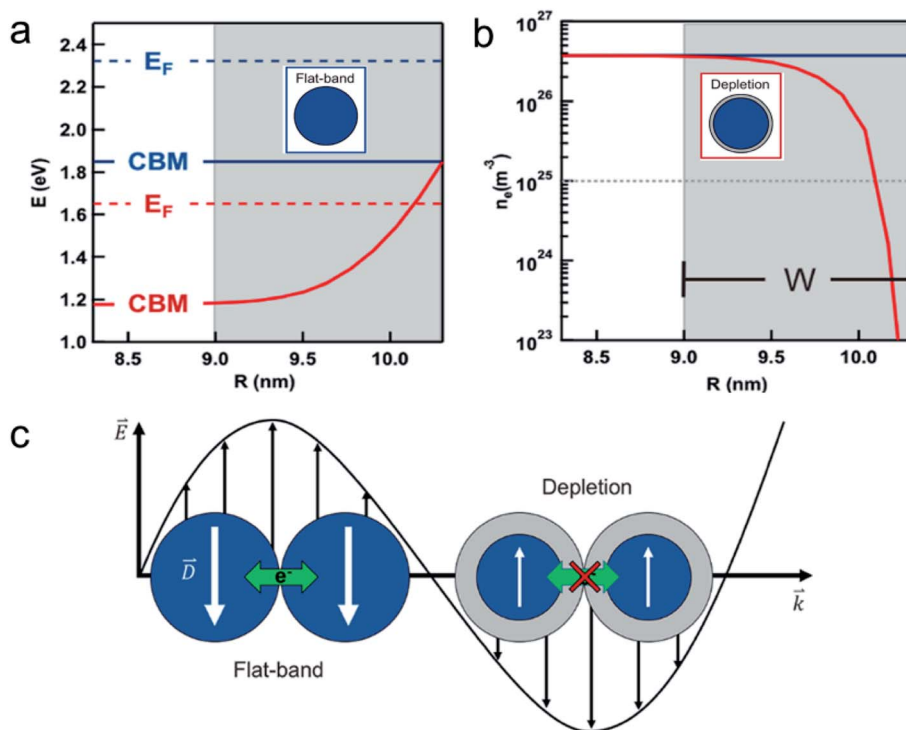 a
2.4
2.2
2.0
1.8
1.6
1.4
1.2
1.0
E (eV)
E_F
Flat-band
CBM
E_F
CBM
8.5 9.0 9.5 10.0
R (nm)
b
10^27
10^26
10^25
10^24
10^23
n_e(m^-3)
Depletion
W
8.5 9.0 9.5 10.0
R (nm)
c
E⃗
Depletion
D⃗
e⁻
k⃗
Flat-band